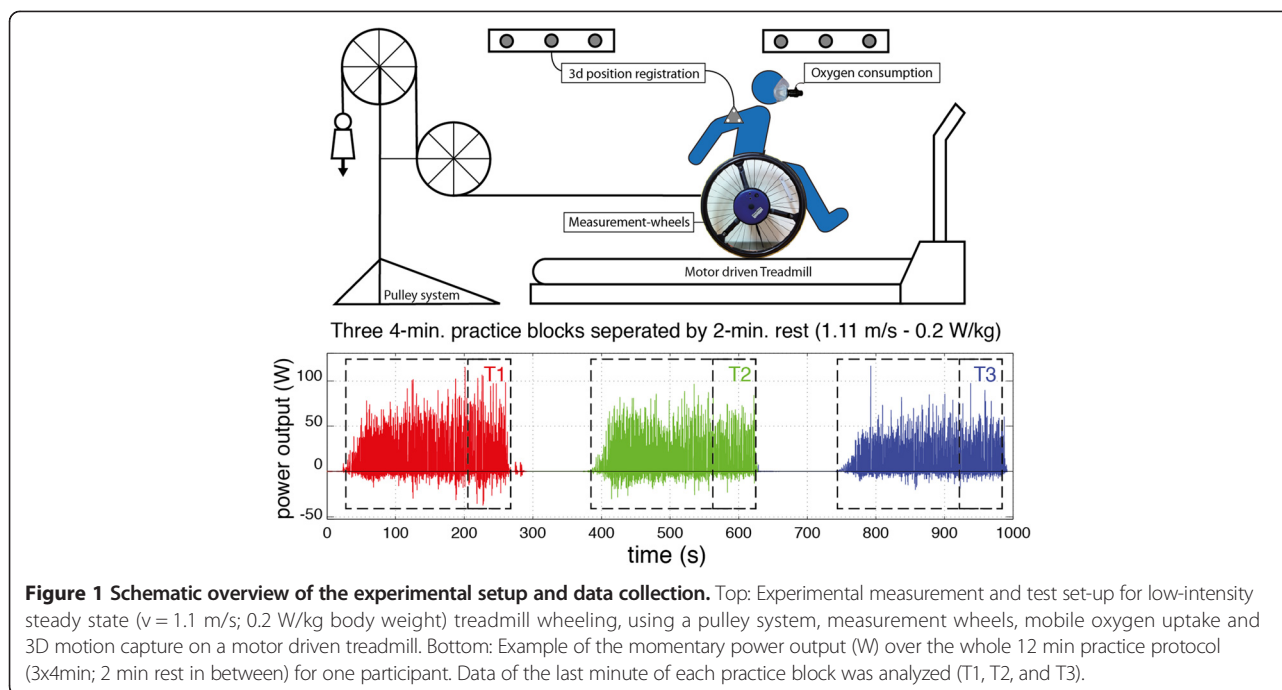 3d position registration
Oxygen consumption
Measurement-wheels
Motor driven Treadmill
Pulley system
Three 4-min. practice blocks seperated by 2-min. rest (1.11 m/s - 0.2 W/kg)
power output (W)
100
50
0
-50
T1
T2
T3
0 100 200 300 400 500 600 700 800 900 1000
time (s)
Figure 1 Schematic overview of the experimental setup and data collection. Top: Experimental measurement and test set-up for low-intensity
steady state (v = 1.1 m/s; 0.2 W/kg body weight) treadmill wheeling, using a pulley system, measurement wheels, mobile oxygen uptake and
3D motion capture on a motor driven treadmill. Bottom: Example of the momentary power output (W) over the whole 12 min practice protocol
(3x4min; 2 min rest in between) for one participant. Data of the last minute of each practice block was analyzed (T1, T2, and T3).